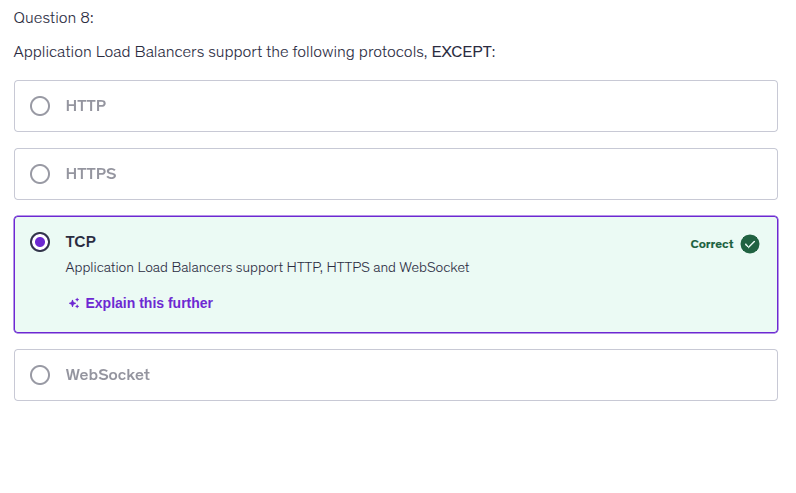 Question 8:
Application Load Balancers support the following protocols, EXCEPT:
HTTP
HTTPS
TCP
Correct
Application Load Balancers support HTTP, HTTPS and WebSocket
Explain this further
WebSocket